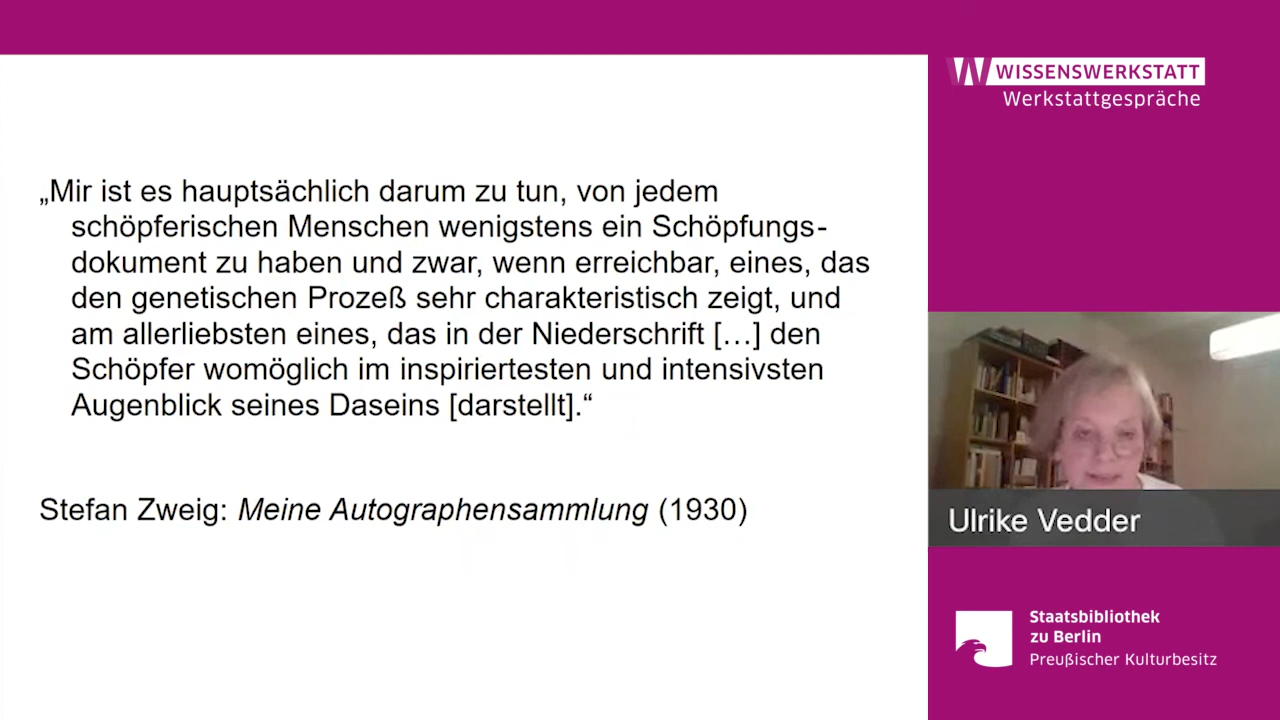 „Mir ist es hauptsächlich darum zu tun, von jedem
schöpferischen Menschen wenigstens ein Schöpfungs-
dokument zu haben und zwar, wenn erreichbar, eines, das
den genetischen Prozeß sehr charakteristisch zeigt, und
am allerliebsten eines, das in der Niederschrift […] den
Schöpfer womöglich im inspiriertesten und intensivsten
Augenblick seines Daseins [darstellt].“
Stefan Zweig: Meine Autographensammlung (1930)
W WISSENSWERKSTATT
Werkstattgespräche
Ulrike Vedder
Staatsbibliothek
zu Berlin
Preußischer Kulturbesitz